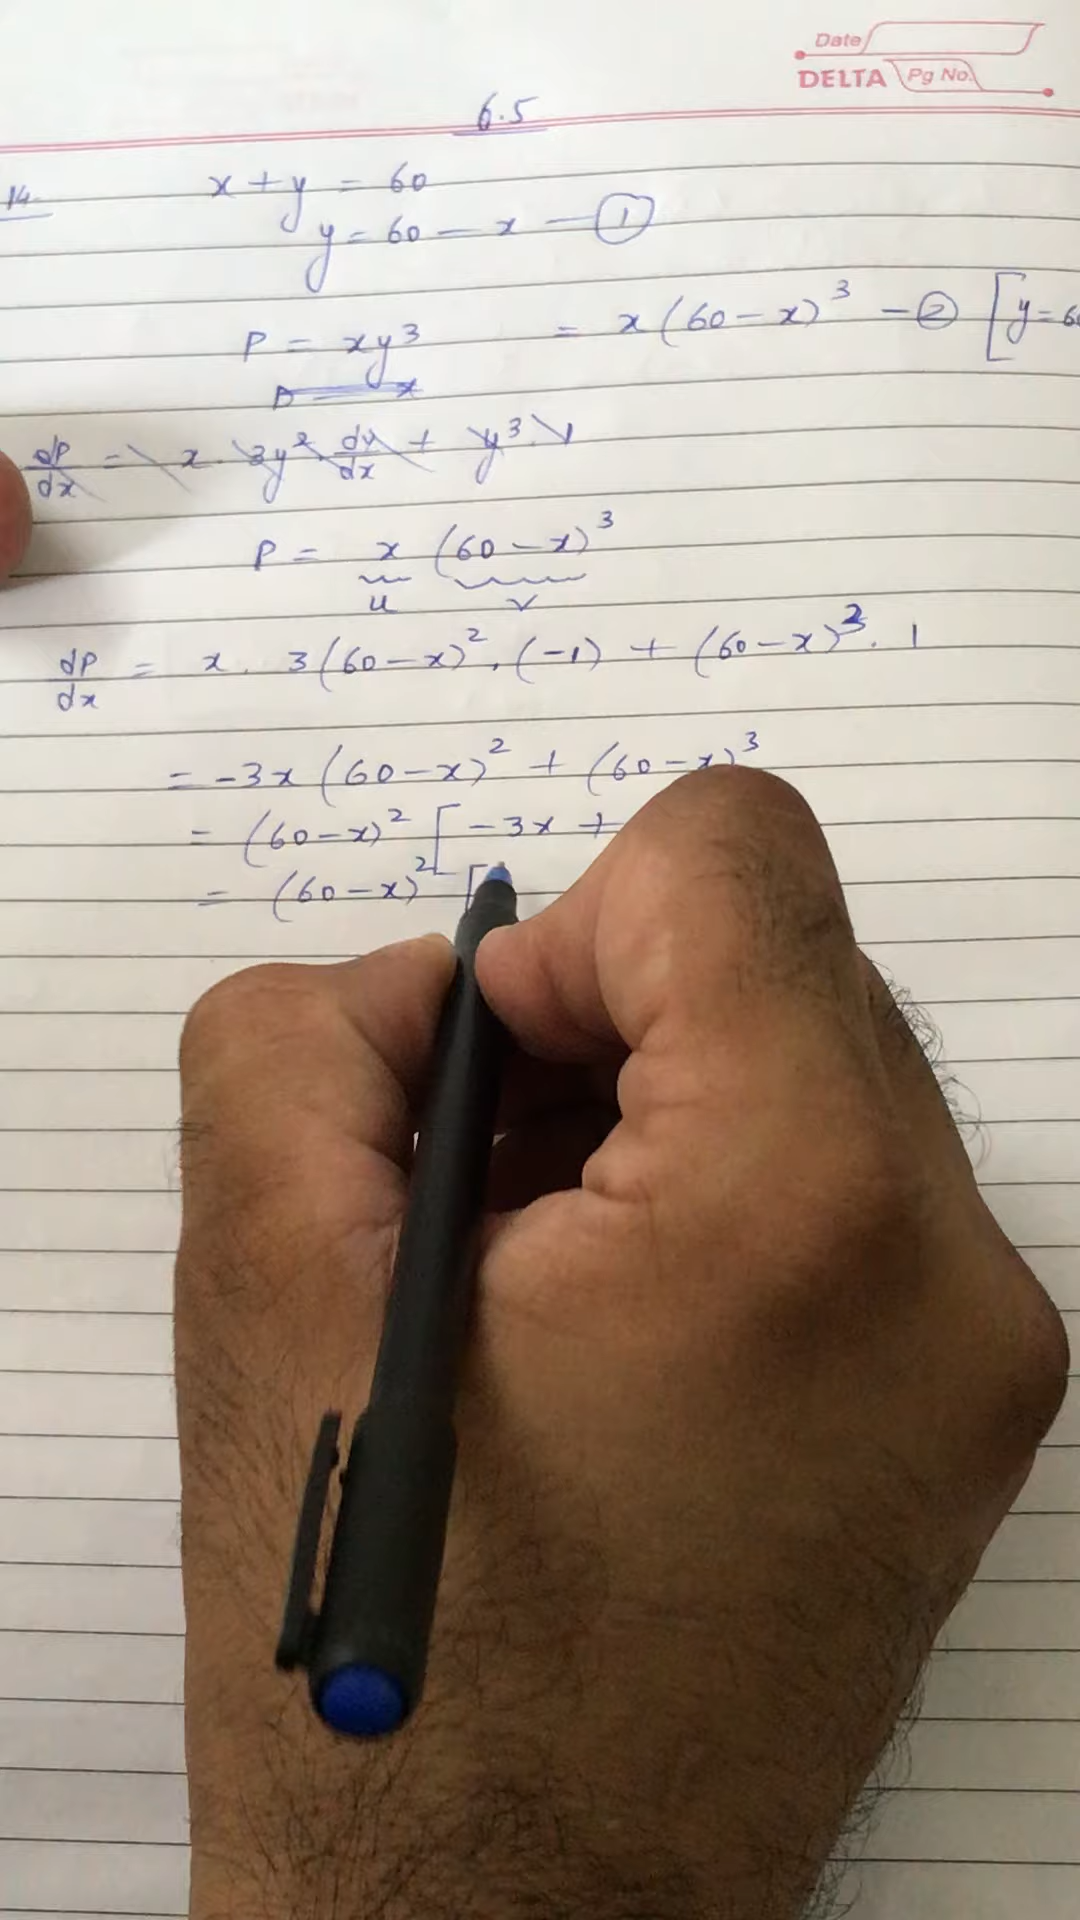 Date
DELTA Pg No.
6.5
14. x + y = 60
y = 60 - x - ①
P = xy³ = x(60-x)³ - ② [y=60
dP/dx = x. 3y² dy/dx + y³. 1
P = x (60-x)³
u v
dP/dx = x. 3(60-x)². (-1) + (60-x)³. 1
= -3x (60-x)² + (60-x)³
= (60-x)² [-3x +
= (60-x)² [